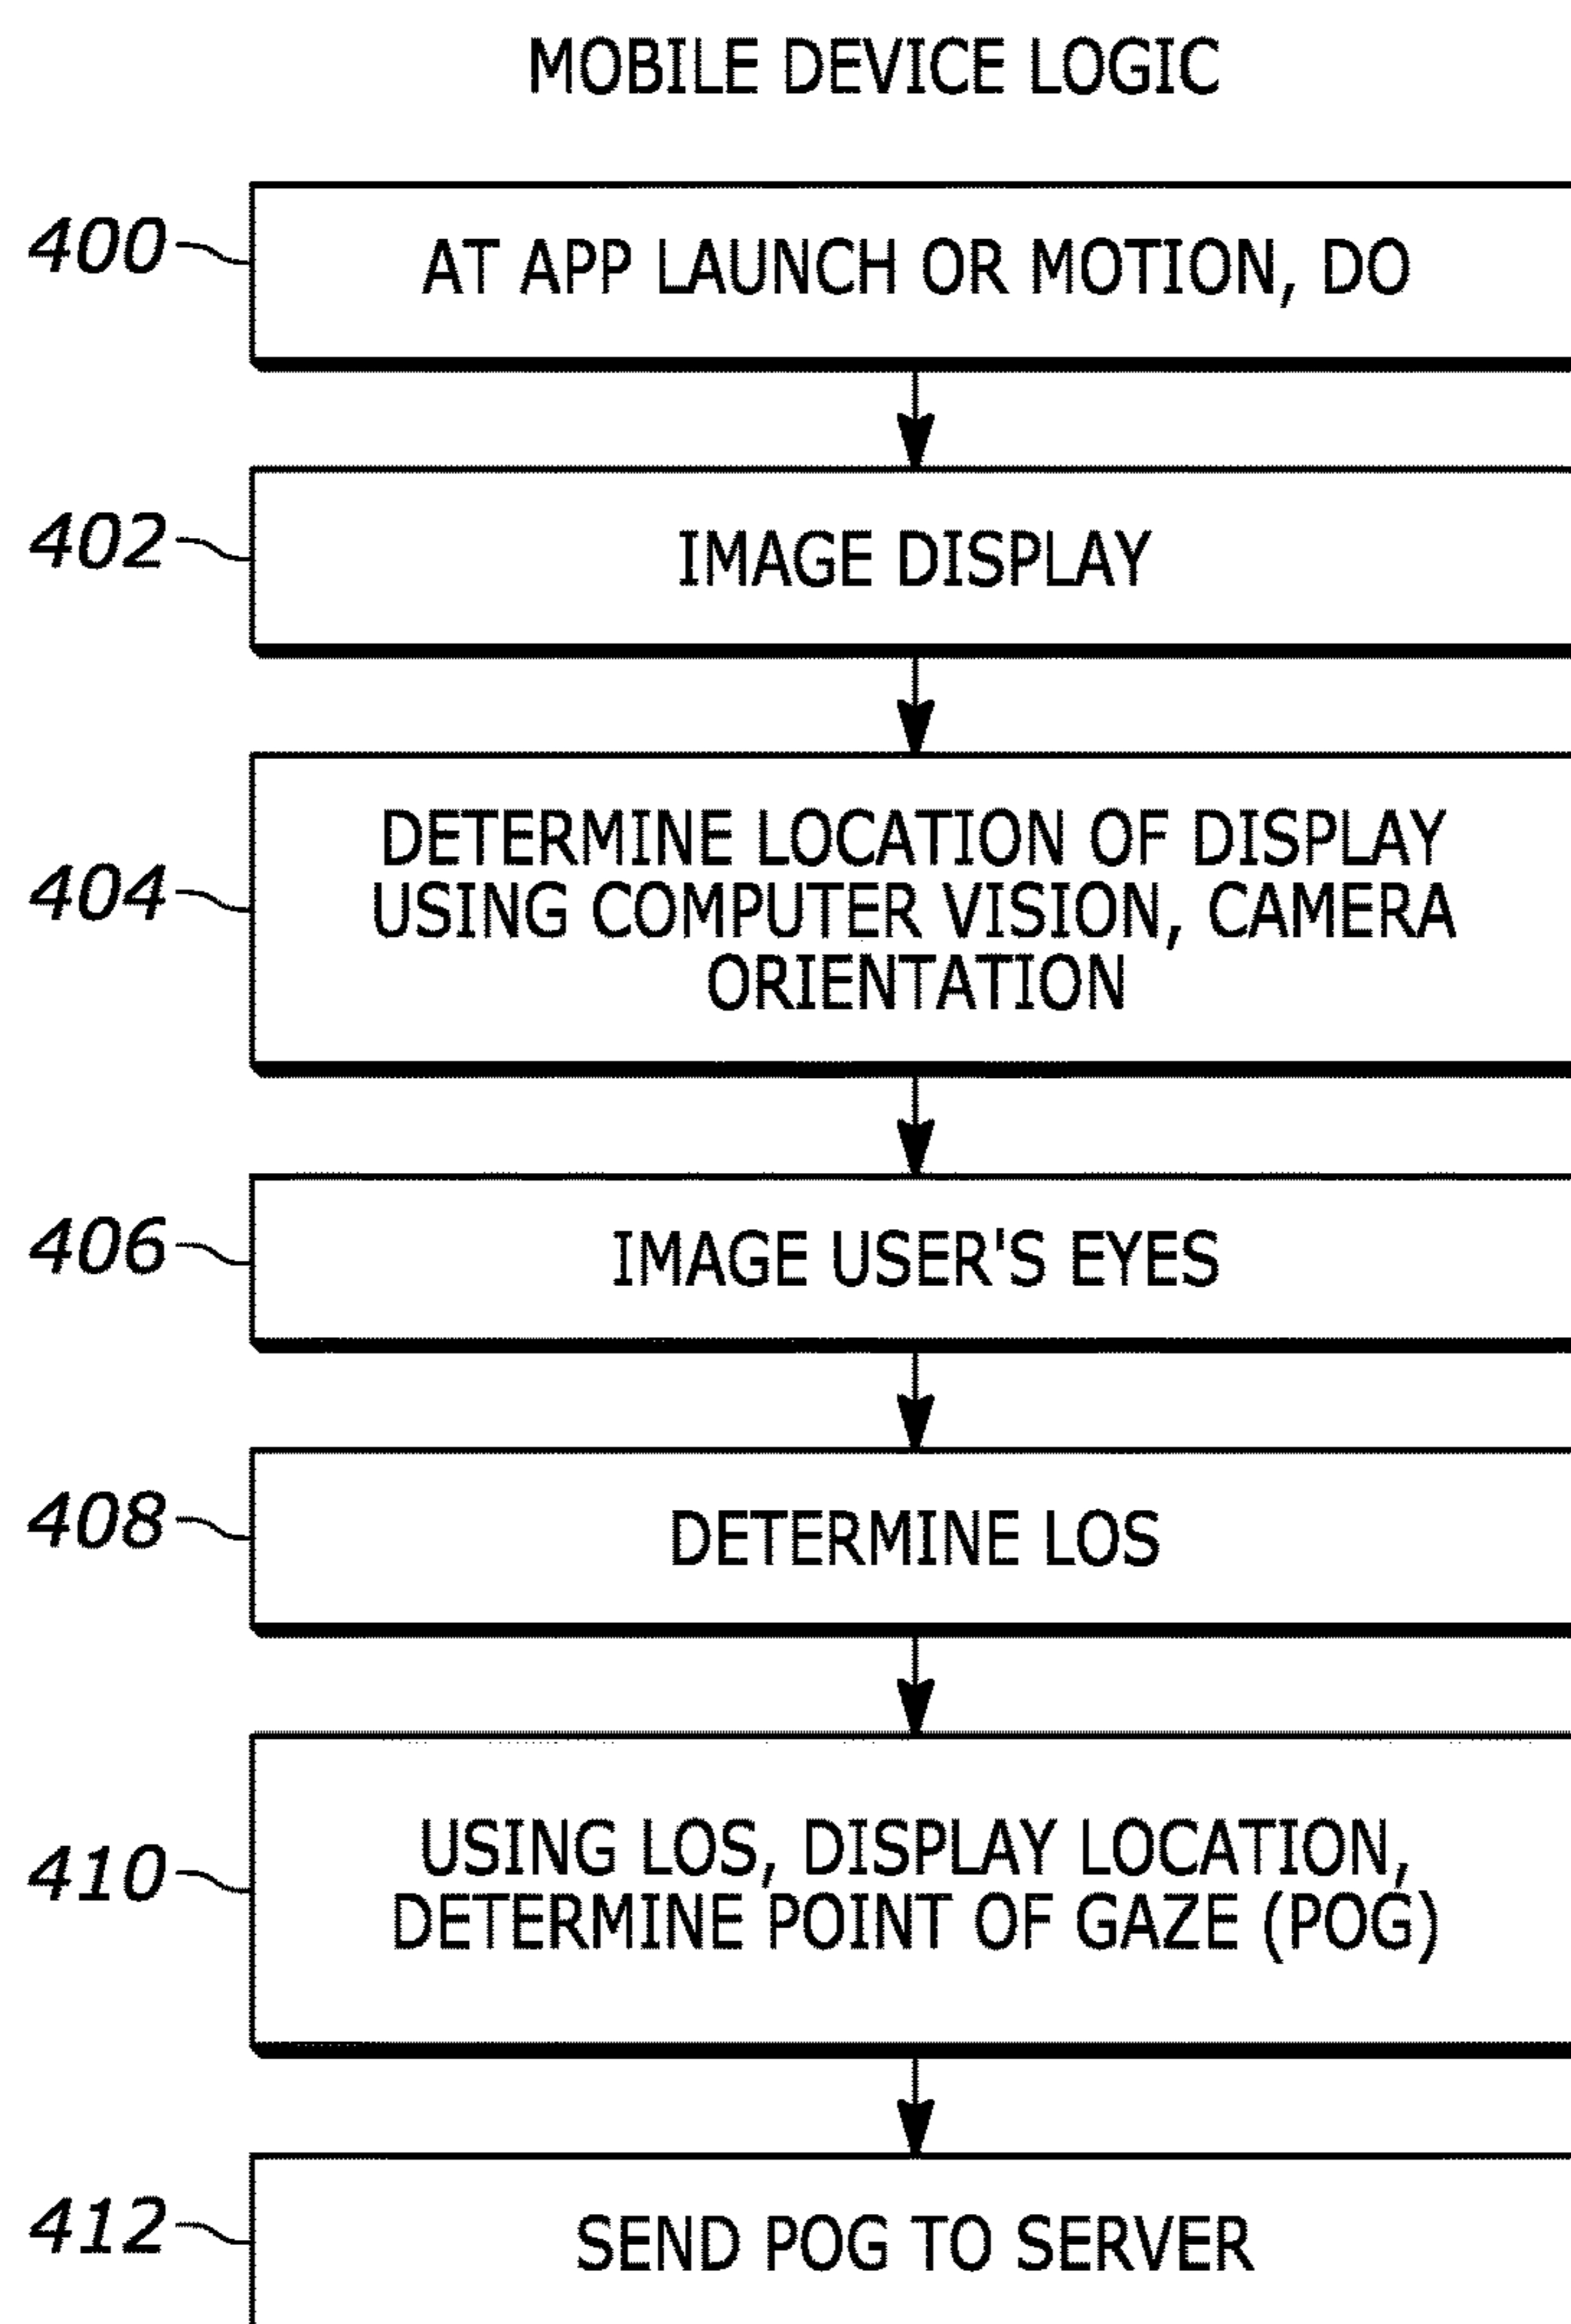 MOBILE DEVICE LOGIC
400
AT APP LAUNCH OR MOTION, DO
402
IMAGE DISPLAY
404
DETERMINE LOCATION OF DISPLAY
USING COMPUTER VISION, CAMERA
ORIENTATION
406
IMAGE USER'S EYES
408
DETERMINE LOS
410
USING LOS, DISPLAY LOCATION,
DETERMINE POINT OF GAZE (POG)
412
SEND POG TO SERVER